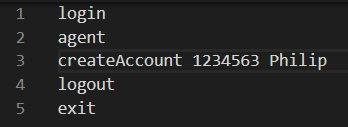 1 login
2 agent
3 createAccount 1234563 Philip
4 logout
5 exit